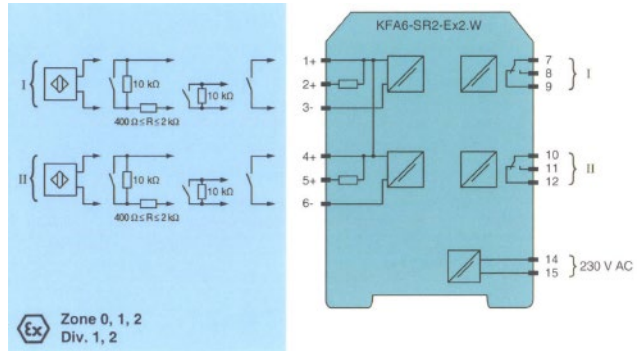 KFA6-SR2-Ex2.W
I
10 kΩ
10 kΩ
400 Ω ≤ R ≤ 2 kΩ
1+
2+
3-
7
8
9
I
II
10 kΩ
10 kΩ
400 Ω ≤ R ≤ 2 kΩ
4+
5+
6-
10
11
12
II
14
15
230 V AC
Ex
Zone 0, 1, 2
Div. 1, 2